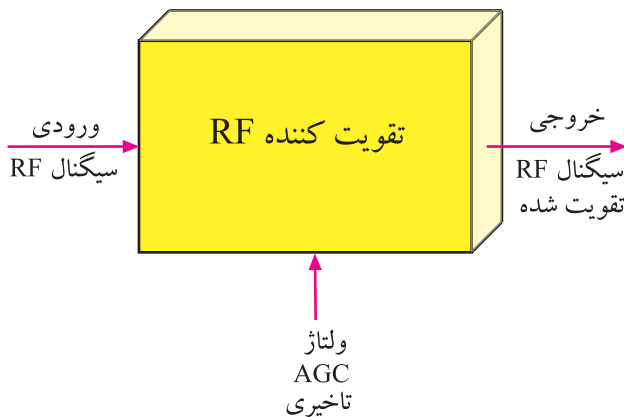 تقویت کننده RF
ورودی
سیگنال RF
خروجی
سیگنال RF
تقویت شده
ولتاژ
AGC
تاخیری